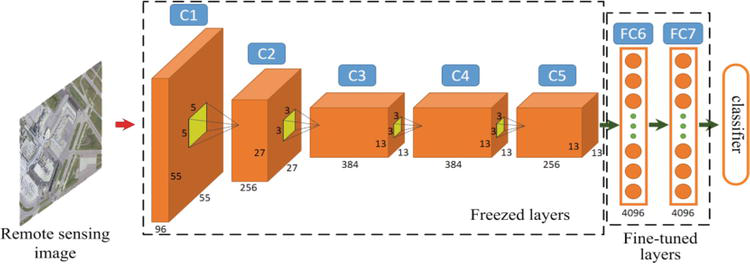 C1
C2
C3
C4
C5
FC6
FC7
5
5
3
3
3
3
3
3
55
55
96
27
27
256
13
13
384
13
13
384
13
13
256
4096
4096
classifier
Freezed layers
Remote sensing
image
Fine-tuned
layers